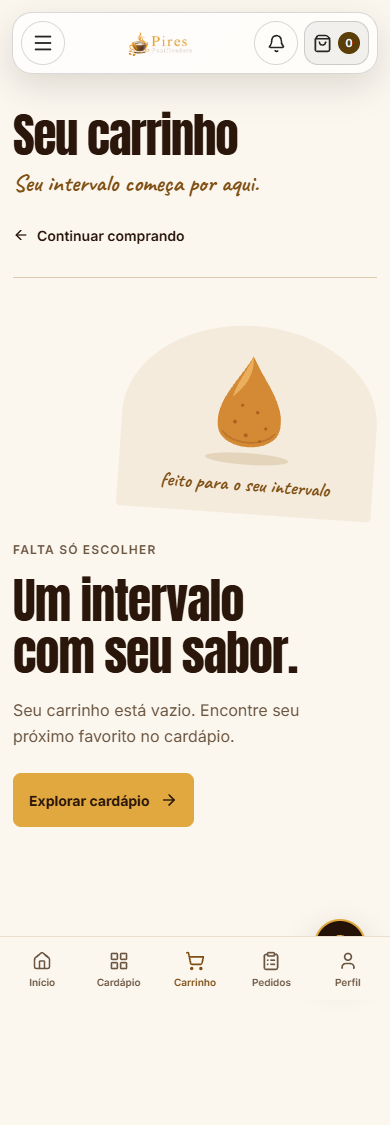 Pires
0
Seu carrinho
Seu intervalo começa por aqui.
Continuar comprando
feito para o seu intervalo
FALTA SÓ ESCOLHER
Um intervalo
com seu sabor.
Seu carrinho está vazio. Encontre seu
próximo favorito no cardápio.
Explorar cardápio
Início
Cardápio
Carrinho
Pedidos
Perfil